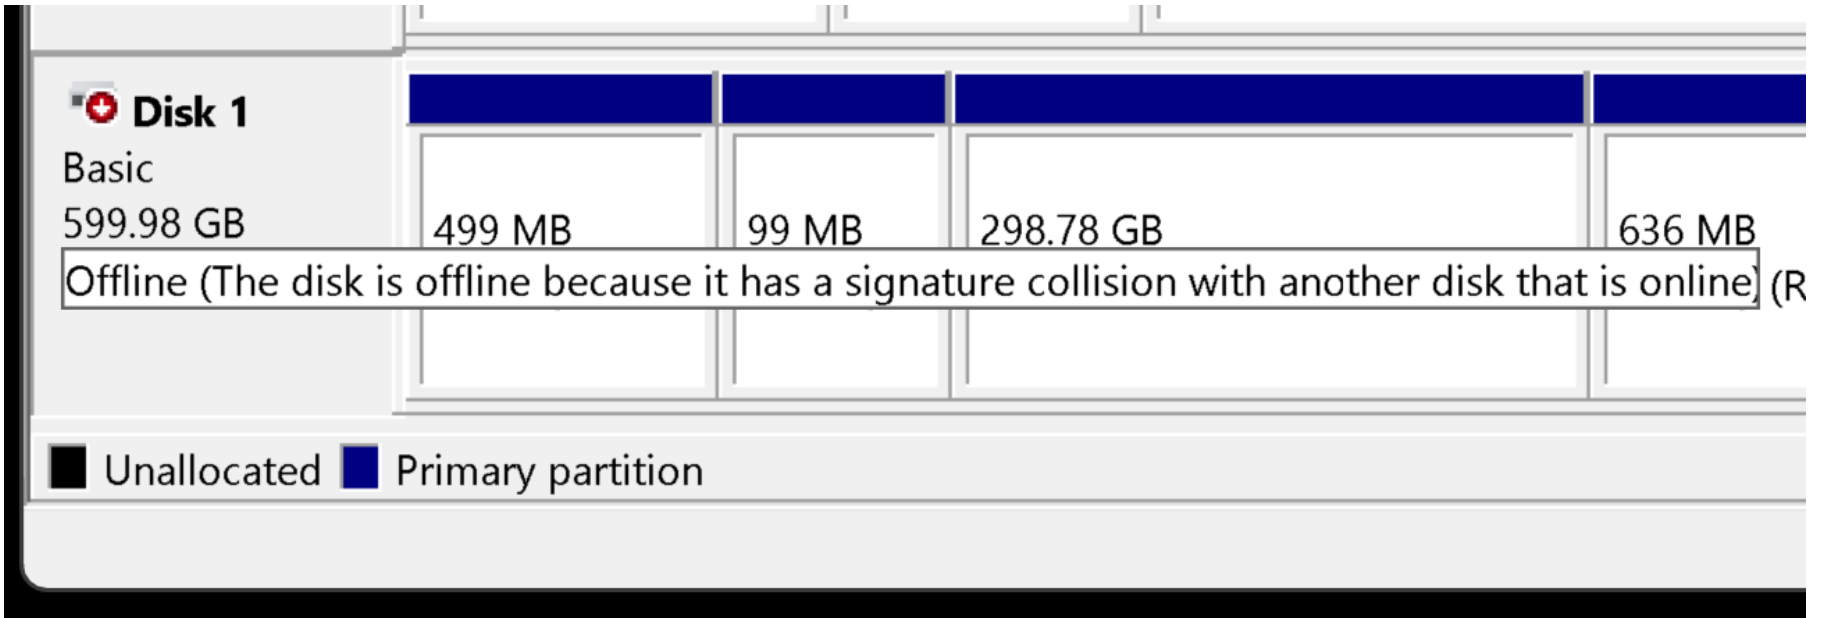 Disk 1
Basic
599.98 GB
499 MB
99 MB
298.78 GB
636 MB
Offline (The disk is offline because it has a signature collision with another disk that is online)
(R
Unallocated
Primary partition